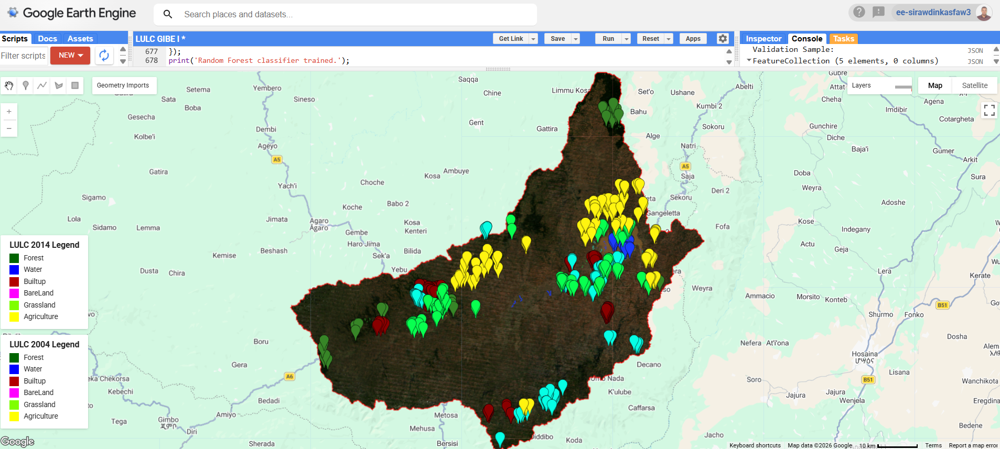 Google Earth Engine
Search places and datasets...
ee-sirawdinkasfaw3
Scripts
Docs
Assets
LULC GIBE I *
Get Link
Save
Run
Reset
Apps
Inspector
Console
Tasks
Filter scripts
NEW
677 });
678 print('Random Forest classifier trained.');
Validation Sample:
JSON
FeatureCollection (5 elements, 0 columns)
JSON
Geometry Imports
Layers
Map
Satellite
Saqqa
Yembero
Setema
Sata
Sineso
Boba
Chine
Limmu Kosa
Set'o
Ushane
Abelti
Gubre
Attat
Cheha
Agena
Imdibir
Cotargheta
Gesecha
Kumbi 2
Bahu
Gent
Gattira
Sokoru
Gunchire
Dembi
Kolbe'i
Alge
Diche
Ageyo
Natri
Baja'i
Gumer
Arkit
A5
A5
Gatira
Kosa
Ambuye
Saja
Doba
Sura
Yach'i
Choche
Deri 2
Weyra
Sigamo
Koche
Babo 2
Sekoru
Adoshe
Lola
Jimata
Agaro
Āgaro
Kosa
Kenteri
Gangeletta
Kose
Sidamo
Lemma
Gembe
Fofa
Indegany
Haro Jima
Actu
Geja
Beshash
Bilida
Kemise
Sek'a
Yebu
Dusta
Chira
Lera
Kerate
Weyra
Ammacio
Morsito
Konteb
B51
Shurmo
Fonko
LULC 2014 Legend
Forest
Water
Builtup
BareLand
Grassland
Agriculture
LULC 2004 Legend
Forest
Water
Builtup
BareLand
Grassland
Agriculture
Boru
Gera
A6
Dosha
Nefera
At'i'ona
Hosaina
ሆሣዕና
Decano
Lisana
Soro
B51
Wanchikota
eka Chekorsa
Kebechi
K'ulube
Jajura
Jajura
Wenjela
Bedadi
Caffarsa
Amiyo
Metosa
Tega
Gimbo
ጊምቦ
Diri
Mehusa
Bedene
Jacho
Diddibo
Koda
Sherada
Bersisi
Google
Keyboard shortcuts
Map data ©2026 Google
10 km
Terms
Report a map error